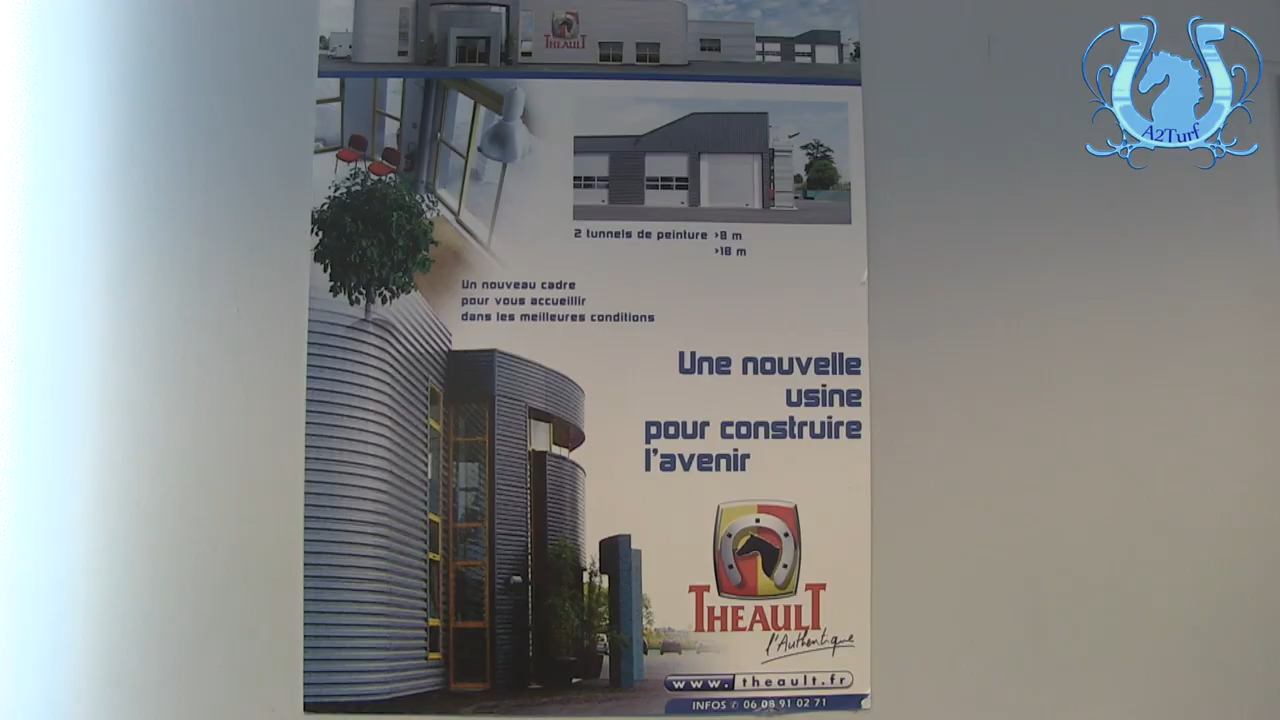 THEAULT
A2Turf
2 tunnels de peinture >8 m
>18 m
Un nouveau cadre
pour vous accueillir
dans les meilleures conditions
Une nouvelle
usine
pour construire
l'avenir
THEAULT
l'Authentique
www.theault.fr
INFOS ✆ 06 08 91 02 71